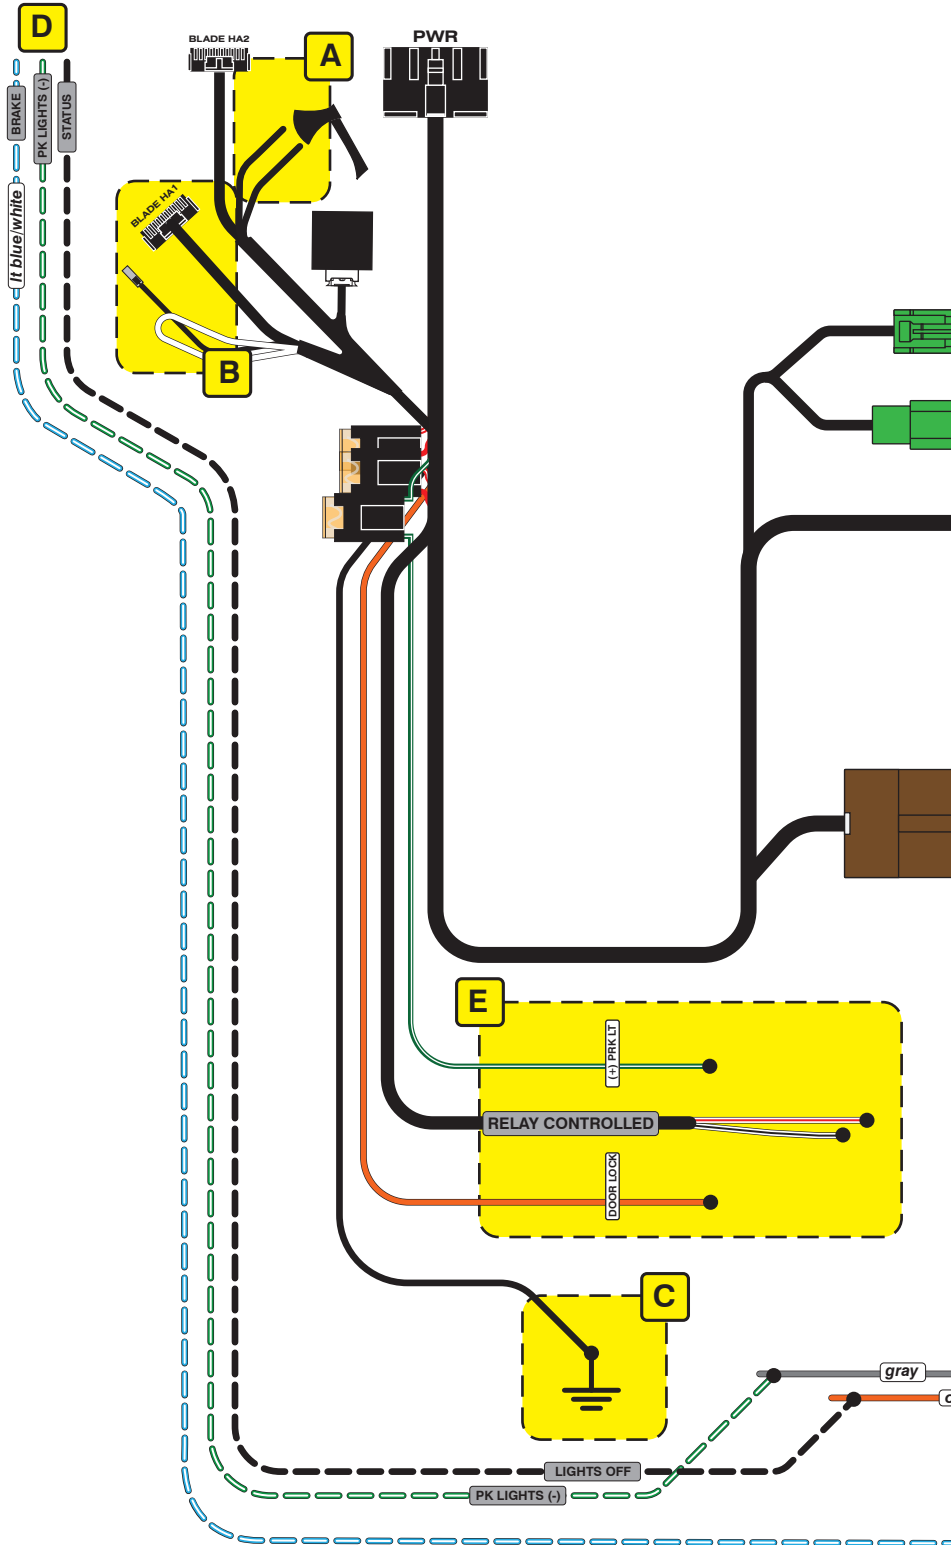 D
BLADE HA2
A
PWR
BRAKE
PK LIGHTS (-)
STATUS
lt blue/white
BLADE HA1
B
E
(+) PRK LT
RELAY CONTROLLED
DOOR LOCK
C
gray
LIGHTS OFF
PK LIGHTS (-)